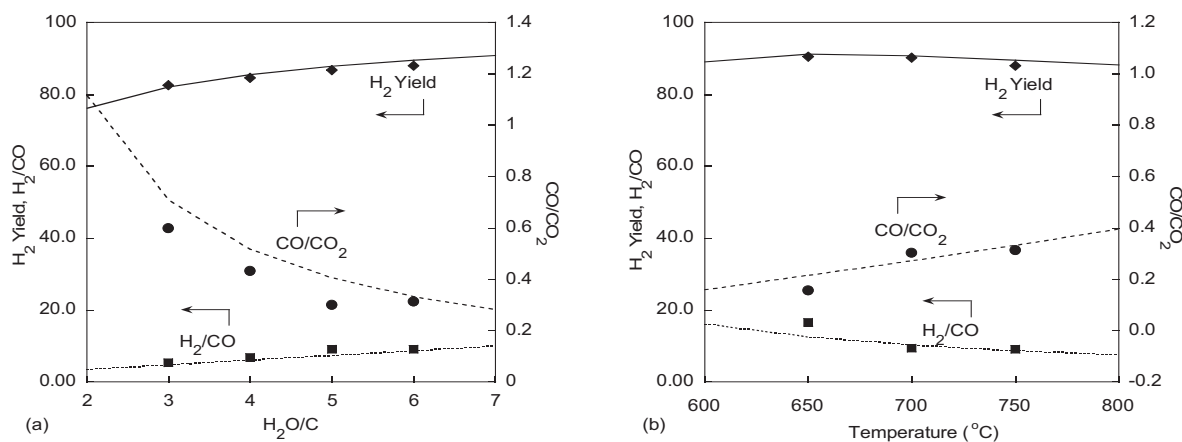 100
80.0
60.0
40.0
20.0
0.00
H2 Yield, H2/CO
1.4
1.2
1
0.8
0.6
0.4
0.2
0
CO/CO2
H2 Yield
CO/CO2
H2/CO
2 3 4 5 6 7
H2O/C
(a)
100
80.0
60.0
40.0
20.0
0.00
H2 Yield, H2/CO
1.2
1.0
0.8
0.6
0.4
0.2
0.0
-0.2
CO/CO2
H2 Yield
CO/CO2
H2/CO
600 650 700 750 800
Temperature (°C)
(b)